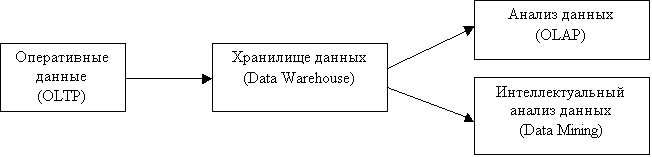 Оперативные
данные
(OLTP)
Хранилище данных
(Data Warehouse)
Анализ данных
(OLAP)
Интеллектуальный
анализ данных
(Data Mining)